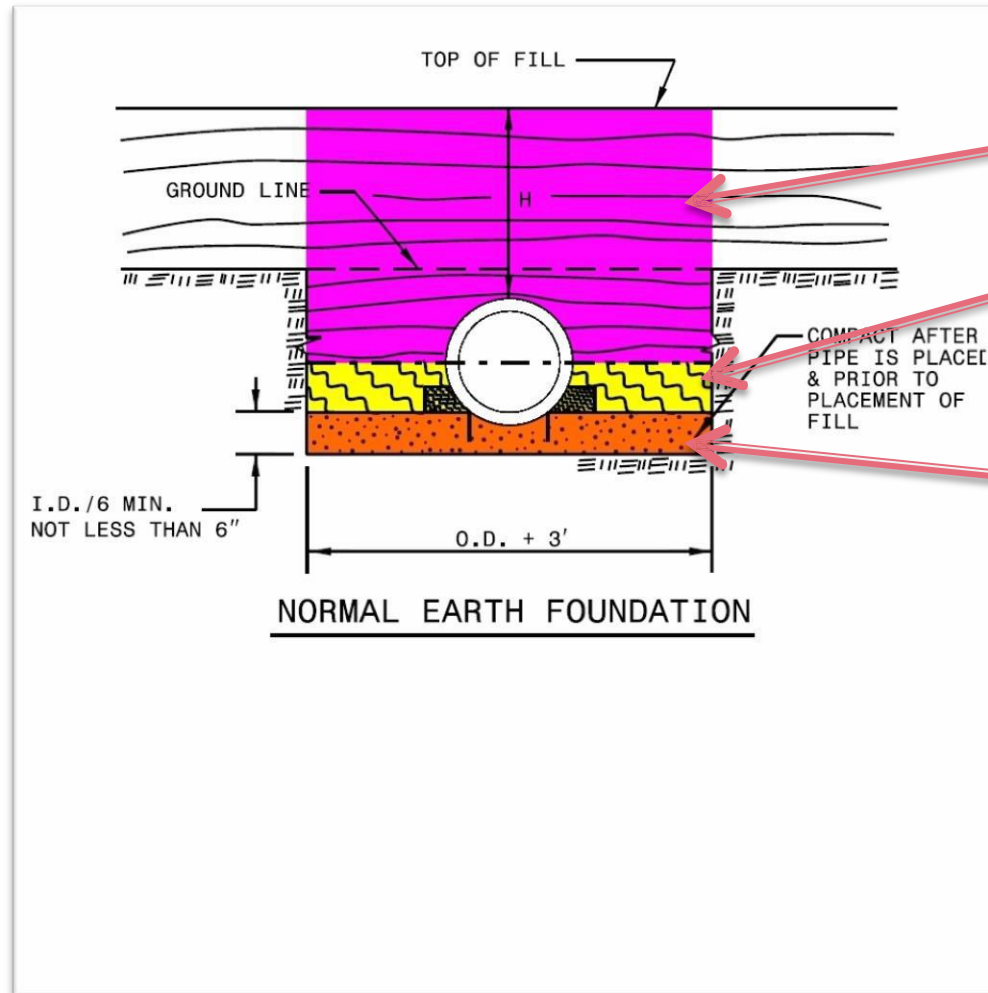 TOP OF FILL
GROUND LINE
H
COMPACT AFTER
PIPE IS PLACED
& PRIOR TO
PLACEMENT OF
FILL
I.D./6 MIN.
NOT LESS THAN 6"
O.D. + 3'
NORMAL EARTH FOUNDATION